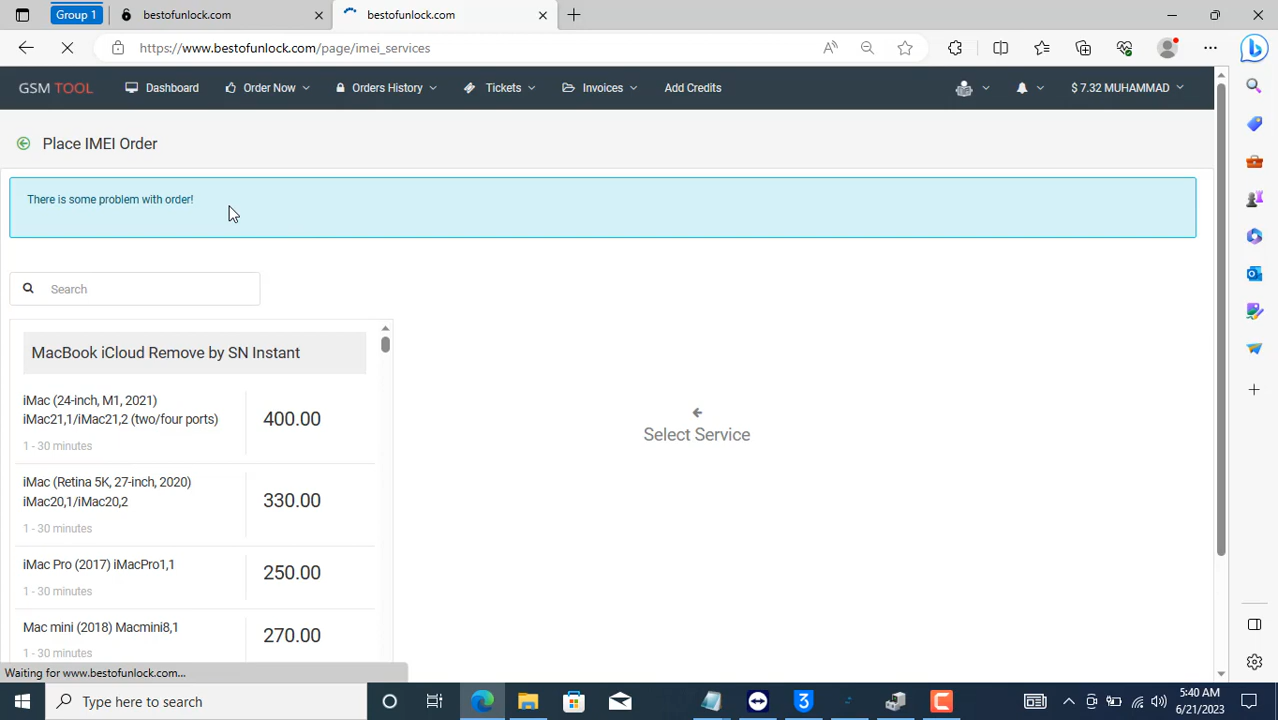 Group 1
bestofunlock.com
bestofunlock.com
https://www.bestofunlock.com/page/imei_services
GSM TOOL
Dashboard
Order Now
Orders History
Tickets
Invoices
Add Credits
$ 7.32 MUHAMMAD
Place IMEI Order
There is some problem with order!
Search
MacBook iCloud Remove by SN Instant
iMac (24-inch, M1, 2021)
iMac21,1/iMac21,2 (two/four ports)
400.00
1 - 30 minutes
iMac (Retina 5K, 27-inch, 2020)
iMac20,1/iMac20,2
330.00
1 - 30 minutes
iMac Pro (2017) iMacPro1,1
250.00
1 - 30 minutes
Mac mini (2018) Macmini8,1
270.00
1 - 30 minutes
Select Service
Waiting for www.bestofunlock.com...
Type here to search
5:40 AM
6/21/2023